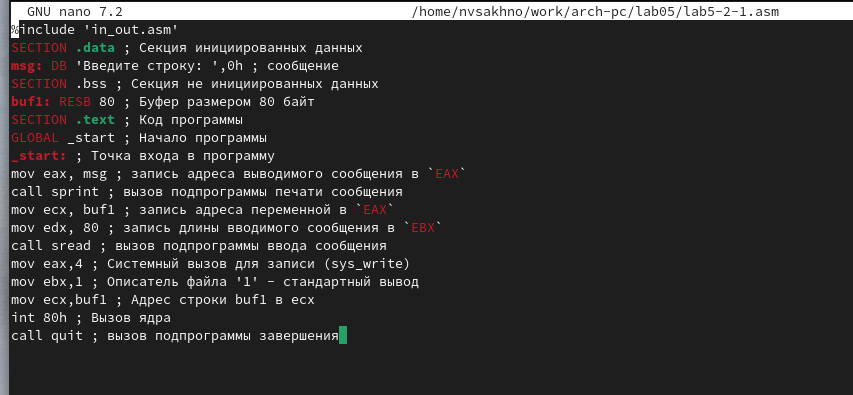 GNU nano 7.2 /home/nvsakhno/work/arch-pc/lab05/lab5-2-1.asm
%include 'in_out.asm'
SECTION .data ; Секция инициированных данных
msg: DB 'Введите строку: ',0h ; сообщение
SECTION .bss ; Секция не инициированных данных
buf1: RESB 80 ; Буфер размером 80 байт
SECTION .text ; Код программы
GLOBAL _start ; Начало программы
_start: ; Точка входа в программу
mov eax, msg ; запись адреса выводимого сообщения в `EAX`
call sprint ; вызов подпрограммы печати сообщения
mov ecx, buf1 ; запись адреса переменной в `EAX`
mov edx, 80 ; запись длины вводимого сообщения в `EBX`
call sread ; вызов подпрограммы ввода сообщения
mov eax,4 ; Системный вызов для записи (sys_write)
mov ebx,1 ; Описатель файла '1' - стандартный вывод
mov ecx,buf1 ; Адрес строки buf1 в ecx
int 80h ; Вызов ядра
call quit ; вызов подпрограммы завершения